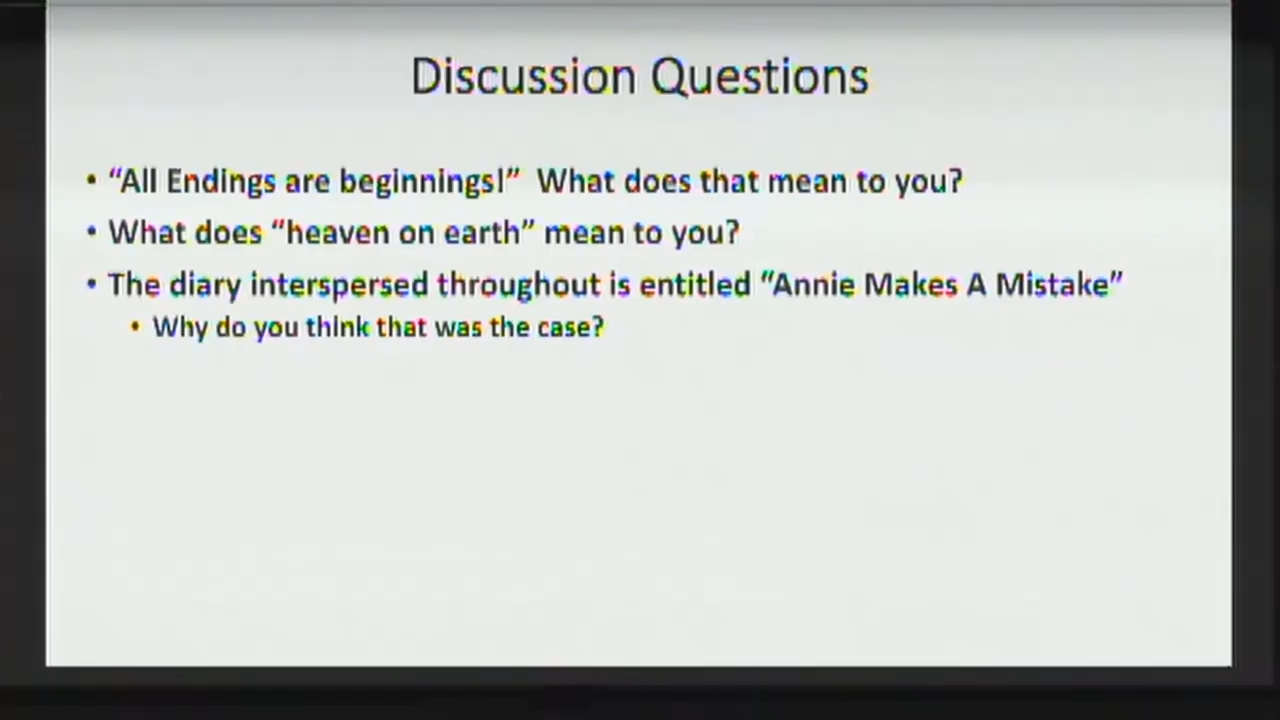 Discussion Questions
• “All Endings are beginnings!”  What does that mean to you?
• What does “heaven on earth” mean to you?
• The diary interspersed throughout is entitled “Annie Makes A Mistake”
• Why do you think that was the case?